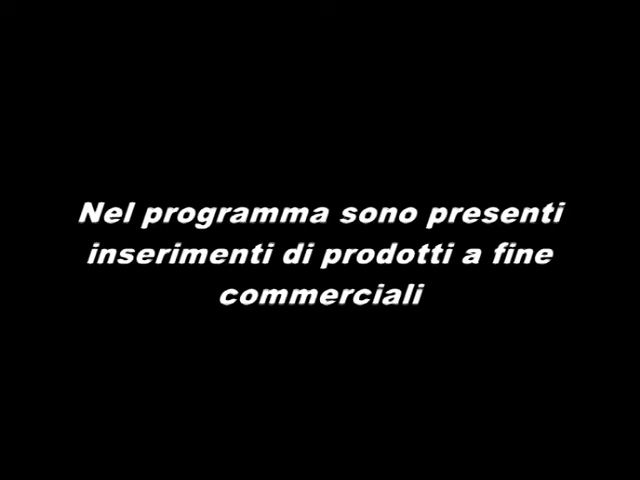 Nel programma sono presenti
inserimenti di prodotti a fine
commerciali